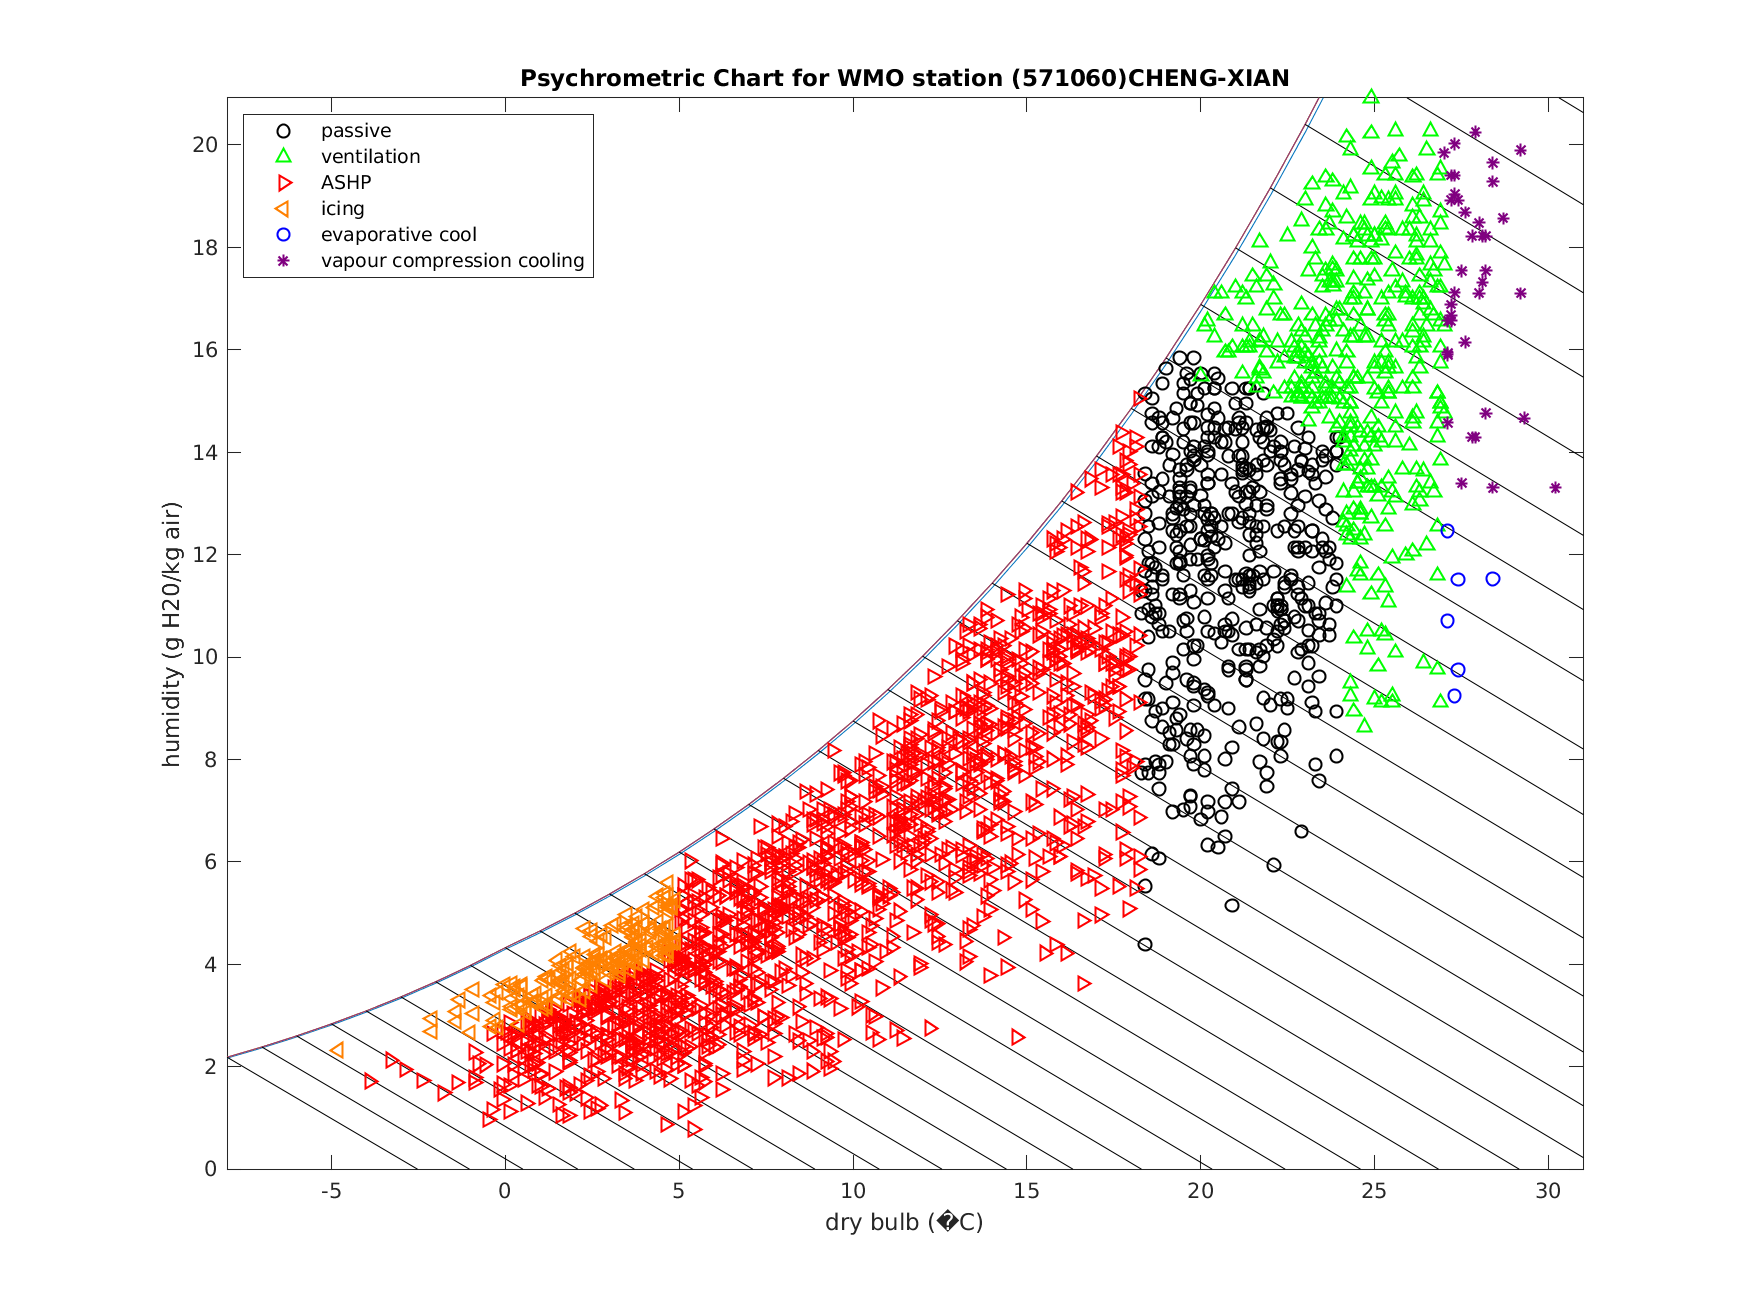 Psychrometric Chart for WMO station (571060)CHENG-XIAN
passive
ventilation
ASHP
icing
evaporative cool
vapour compression cooling
humidity (g H20/kg air)
20
18
16
14
12
10
8
6
4
2
0
-5 0 5 10 15 20 25 30
dry bulb (�C)